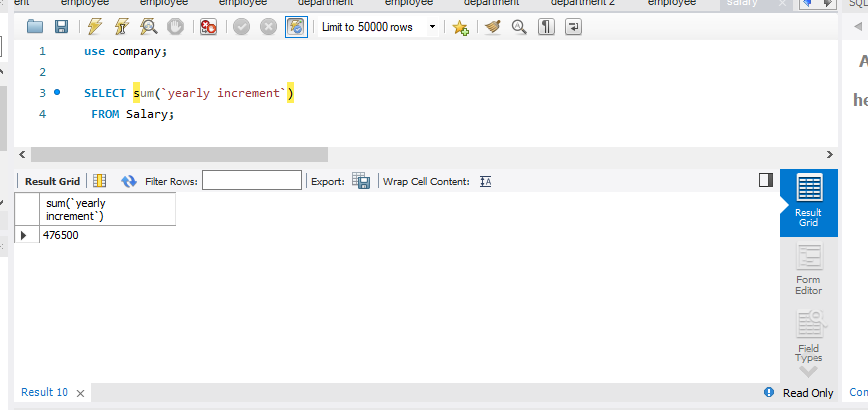 ent employee employee employee department employee department department 2 employee salary SQL
Limit to 50000 rows
1 use company;
2
3 SELECT sum(`yearly increment`)
4 FROM Salary;
A
he
Result Grid Filter Rows: Export: Wrap Cell Content:
sum(`yearly
increment`)
476500
Result
Grid
Form
Editor
Field
Types
Result 10 Read Only Con